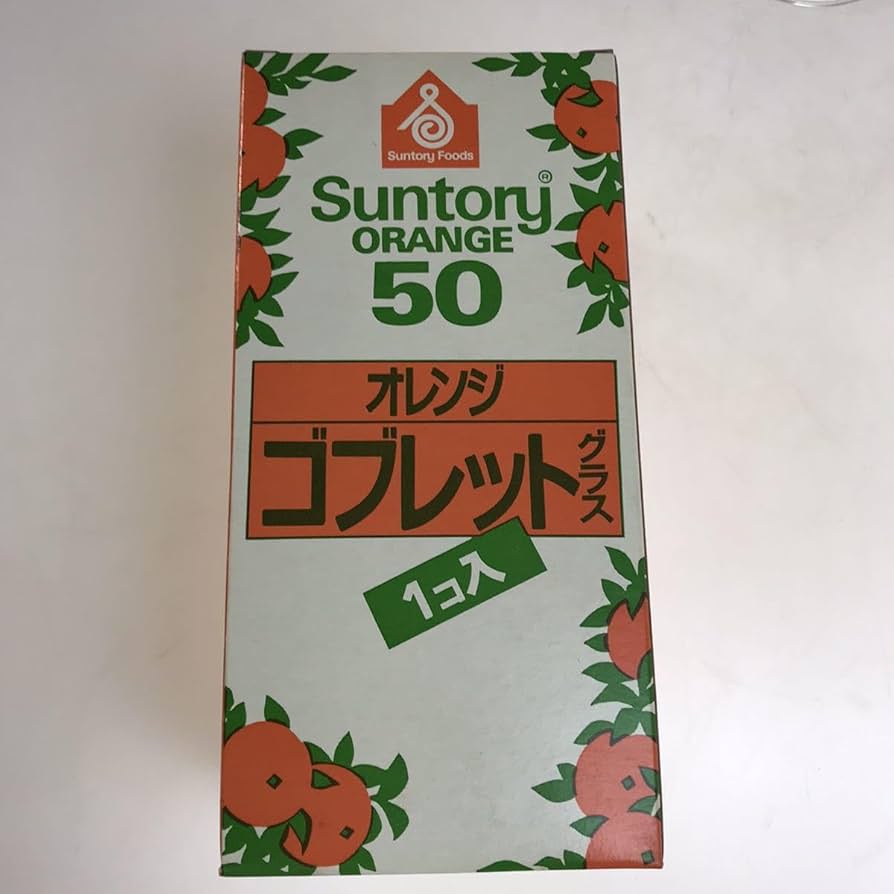 Suntory Foods
Suntory®
ORANGE
50
オレンジ
ゴブレットグラス
1コ入